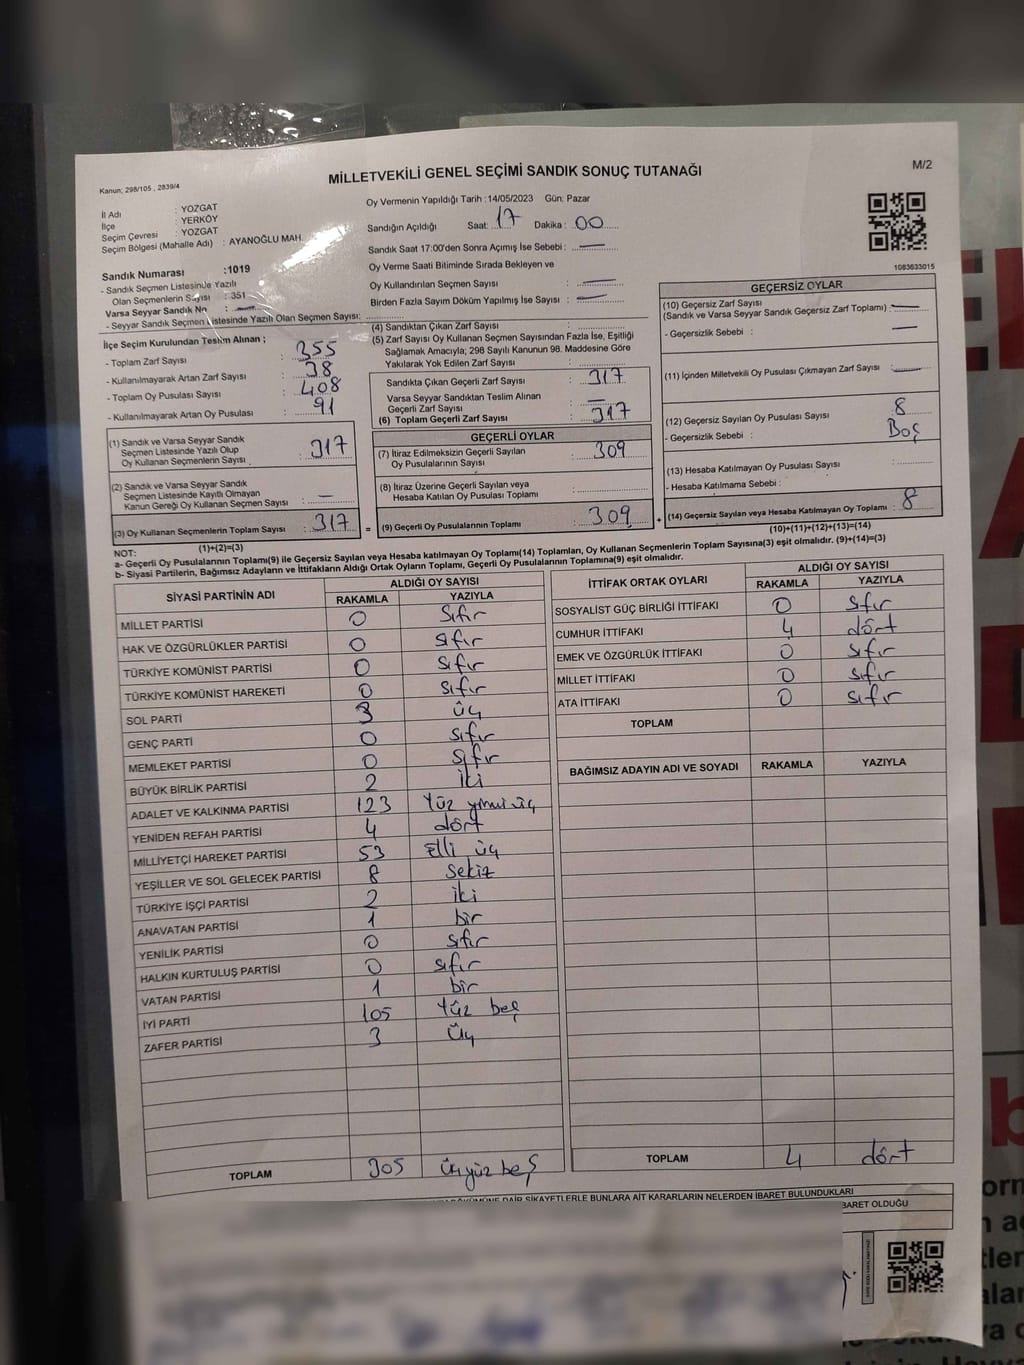 MİLLETVEKİLİ GENEL SEÇİMİ SANDIK SONUÇ TUTANAĞI
M/2
Kanun; 298/105 , 2839/4
İl Adı : YOZGAT
İlçe : YERKÖY
Seçim Çevresi : YOZGAT
Seçim Bölgesi (Mahalle Adı) : AYANOĞLU MAH.
Oy Vermenin Yapıldığı Tarih :14/05/2023 Gün: Pazar
Sandığın Açıldığı Saat: 17 Dakika : 00
Sandık Saat 17:00'den Sonra Açımış İse Sebebi : —
Oy Verme Saati Bitiminde Sırada Bekleyen ve
Oy Kullandırılan Seçmen Sayısı : —
Birden Fazla Sayım Döküm Yapılmış İse Sayısı : —
1083633015
Sandık Numarası :1019
- Sandık Seçmen Listesinde Yazılı
Olan Seçmenlerin Sayısı : 351
Varsa Seyyar Sandık No : —
- Seyyar Sandık Seçmen Listesinde Yazılı Olan Seçmen Sayısı:
İlçe Seçim Kurulundan Teslim Alınan ;
- Toplam Zarf Sayısı : 355
- Kullanılmayarak Artan Zarf Sayısı : 38
- Toplam Oy Pusulası Sayısı : 408
- Kullanılmayarak Artan Oy Pusulası : 91
(1) Sandık ve Varsa Seyyar Sandık
Seçmen Listesinde Yazılı Olup
Oy Kullanan Seçmenlerin Sayısı : 317
(2) Sandık ve Varsa Seyyar Sandık
Seçmen Listesinde Kayıtlı Olmayan
Kanun Gereği Oy Kullanan Seçmen Sayısı : —
(3) Oy Kullanan Seçmenlerin Toplam Sayısı : 317
(1)+(2)=(3)
(4) Sandıktan Çıkan Zarf Sayısı :
(5) Zarf Sayısı Oy Kullanan Seçmen Sayısından Fazla İse, Eşitliği
Sağlamak Amacıyla; 298 Sayılı Kanunun 98. Maddesine Göre
Yakılarak Yok Edilen Zarf Sayısı :
Sandıkta Çıkan Geçerli Zarf Sayısı : 317
Varsa Seyyar Sandıktan Teslim Alınan
Geçerli Zarf Sayısı : —
(6) Toplam Geçerli Zarf Sayısı : 317
GEÇERLİ OYLAR
(7) İtiraz Edilmeksizin Geçerli Sayılan
Oy Pusulalarının Sayısı : 309
(8) İtiraz Üzerine Geçerli Sayılan veya
Hesaba Katılan Oy Pusulası Toplamı :
= (9) Geçerli Oy Pusulalarının Toplamı : 309 +
GEÇERSİZ OYLAR
(10) Geçersiz Zarf Sayısı
(Sandık ve Varsa Seyyar Sandık Geçersiz Zarf Toplamı) : —
- Geçersizlik Sebebi : —
(11) İçinden Milletvekili Oy Pusulası Çıkmayan Zarf Sayısı : —
(12) Geçersiz Sayılan Oy Pusulası Sayısı : 8
- Geçersizlik Sebebi : Boş
(13) Hesaba Katılmayan Oy Pusulası Sayısı :
- Hesaba Katılmama Sebebi :
(14) Geçersiz Sayılan veya Hesaba Katılmayan Oy Toplamı : 8
(10)+(11)+(12)+(13)=(14)
NOT:
a- Geçerli Oy Pusulalarının Toplamı(9) ile Geçersiz Sayılan veya Hesaba katılmayan Oy Toplamı(14) Toplamları, Oy Kullanan Seçmenlerin Toplam Sayısına(3) eşit olmalıdır. (9)+(14)=(3)
b- Siyasi Partilerin, Bağımsız Adayların ve İttifakların Aldığı Ortak Oyların Toplamı, Geçerli Oy Pusulalarının Toplamına(9) eşit olmalıdır.
SİYASİ PARTİNİN ADI ALDIĞI OY SAYISI
RAKAMLA YAZIYLA
MİLLET PARTİSİ 0 Sıfır
HAK VE ÖZGÜRLÜKLER PARTİSİ 0 sıfır
TÜRKİYE KOMÜNİST PARTİSİ 0 sıfır
TÜRKİYE KOMÜNİST HAREKETİ 0 sıfır
SOL PARTİ 3 üç
GENÇ PARTİ 0 sıfır
MEMLEKET PARTİSİ 0 sıfır
BÜYÜK BİRLİK PARTİSİ 2 iki
ADALET VE KALKINMA PARTİSİ 123 Yüz yirmi üç
YENİDEN REFAH PARTİSİ 4 dört
MİLLİYETÇİ HAREKET PARTİSİ 53 Elli üç
YEŞİLLER VE SOL GELECEK PARTİSİ 8 Sekiz
TÜRKİYE İŞÇİ PARTİSİ 2 iki
ANAVATAN PARTİSİ 1 bir
YENİLİK PARTİSİ 0 sıfır
HALKIN KURTULUŞ PARTİSİ 0 sıfır
VATAN PARTİSİ 1 bir
İYİ PARTİ 105 Yüz beş
ZAFER PARTİSİ 3 Üç
TOPLAM 305 üçyüz beş
İTTİFAK ORTAK OYLARI ALDIĞI OY SAYISI
RAKAMLA YAZIYLA
SOSYALİST GÜÇ BİRLİĞİ İTTİFAKI 0 sıfır
CUMHUR İTTİFAKI 4 dört
EMEK VE ÖZGÜRLÜK İTTİFAKI 0 sıfır
MİLLET İTTİFAKI 0 sıfır
ATA İTTİFAKI 0 sıfır
TOPLAM
BAĞIMSIZ ADAYIN ADI VE SOYADI RAKAMLA YAZIYLA
TOPLAM 4 dört
DÖKÜMÜNE DAİR ŞİKAYETLERLE BUNLARA AİT KARARLARIN NELERDEN İBARET BULUNDUKLARI
BARET OLDUĞU